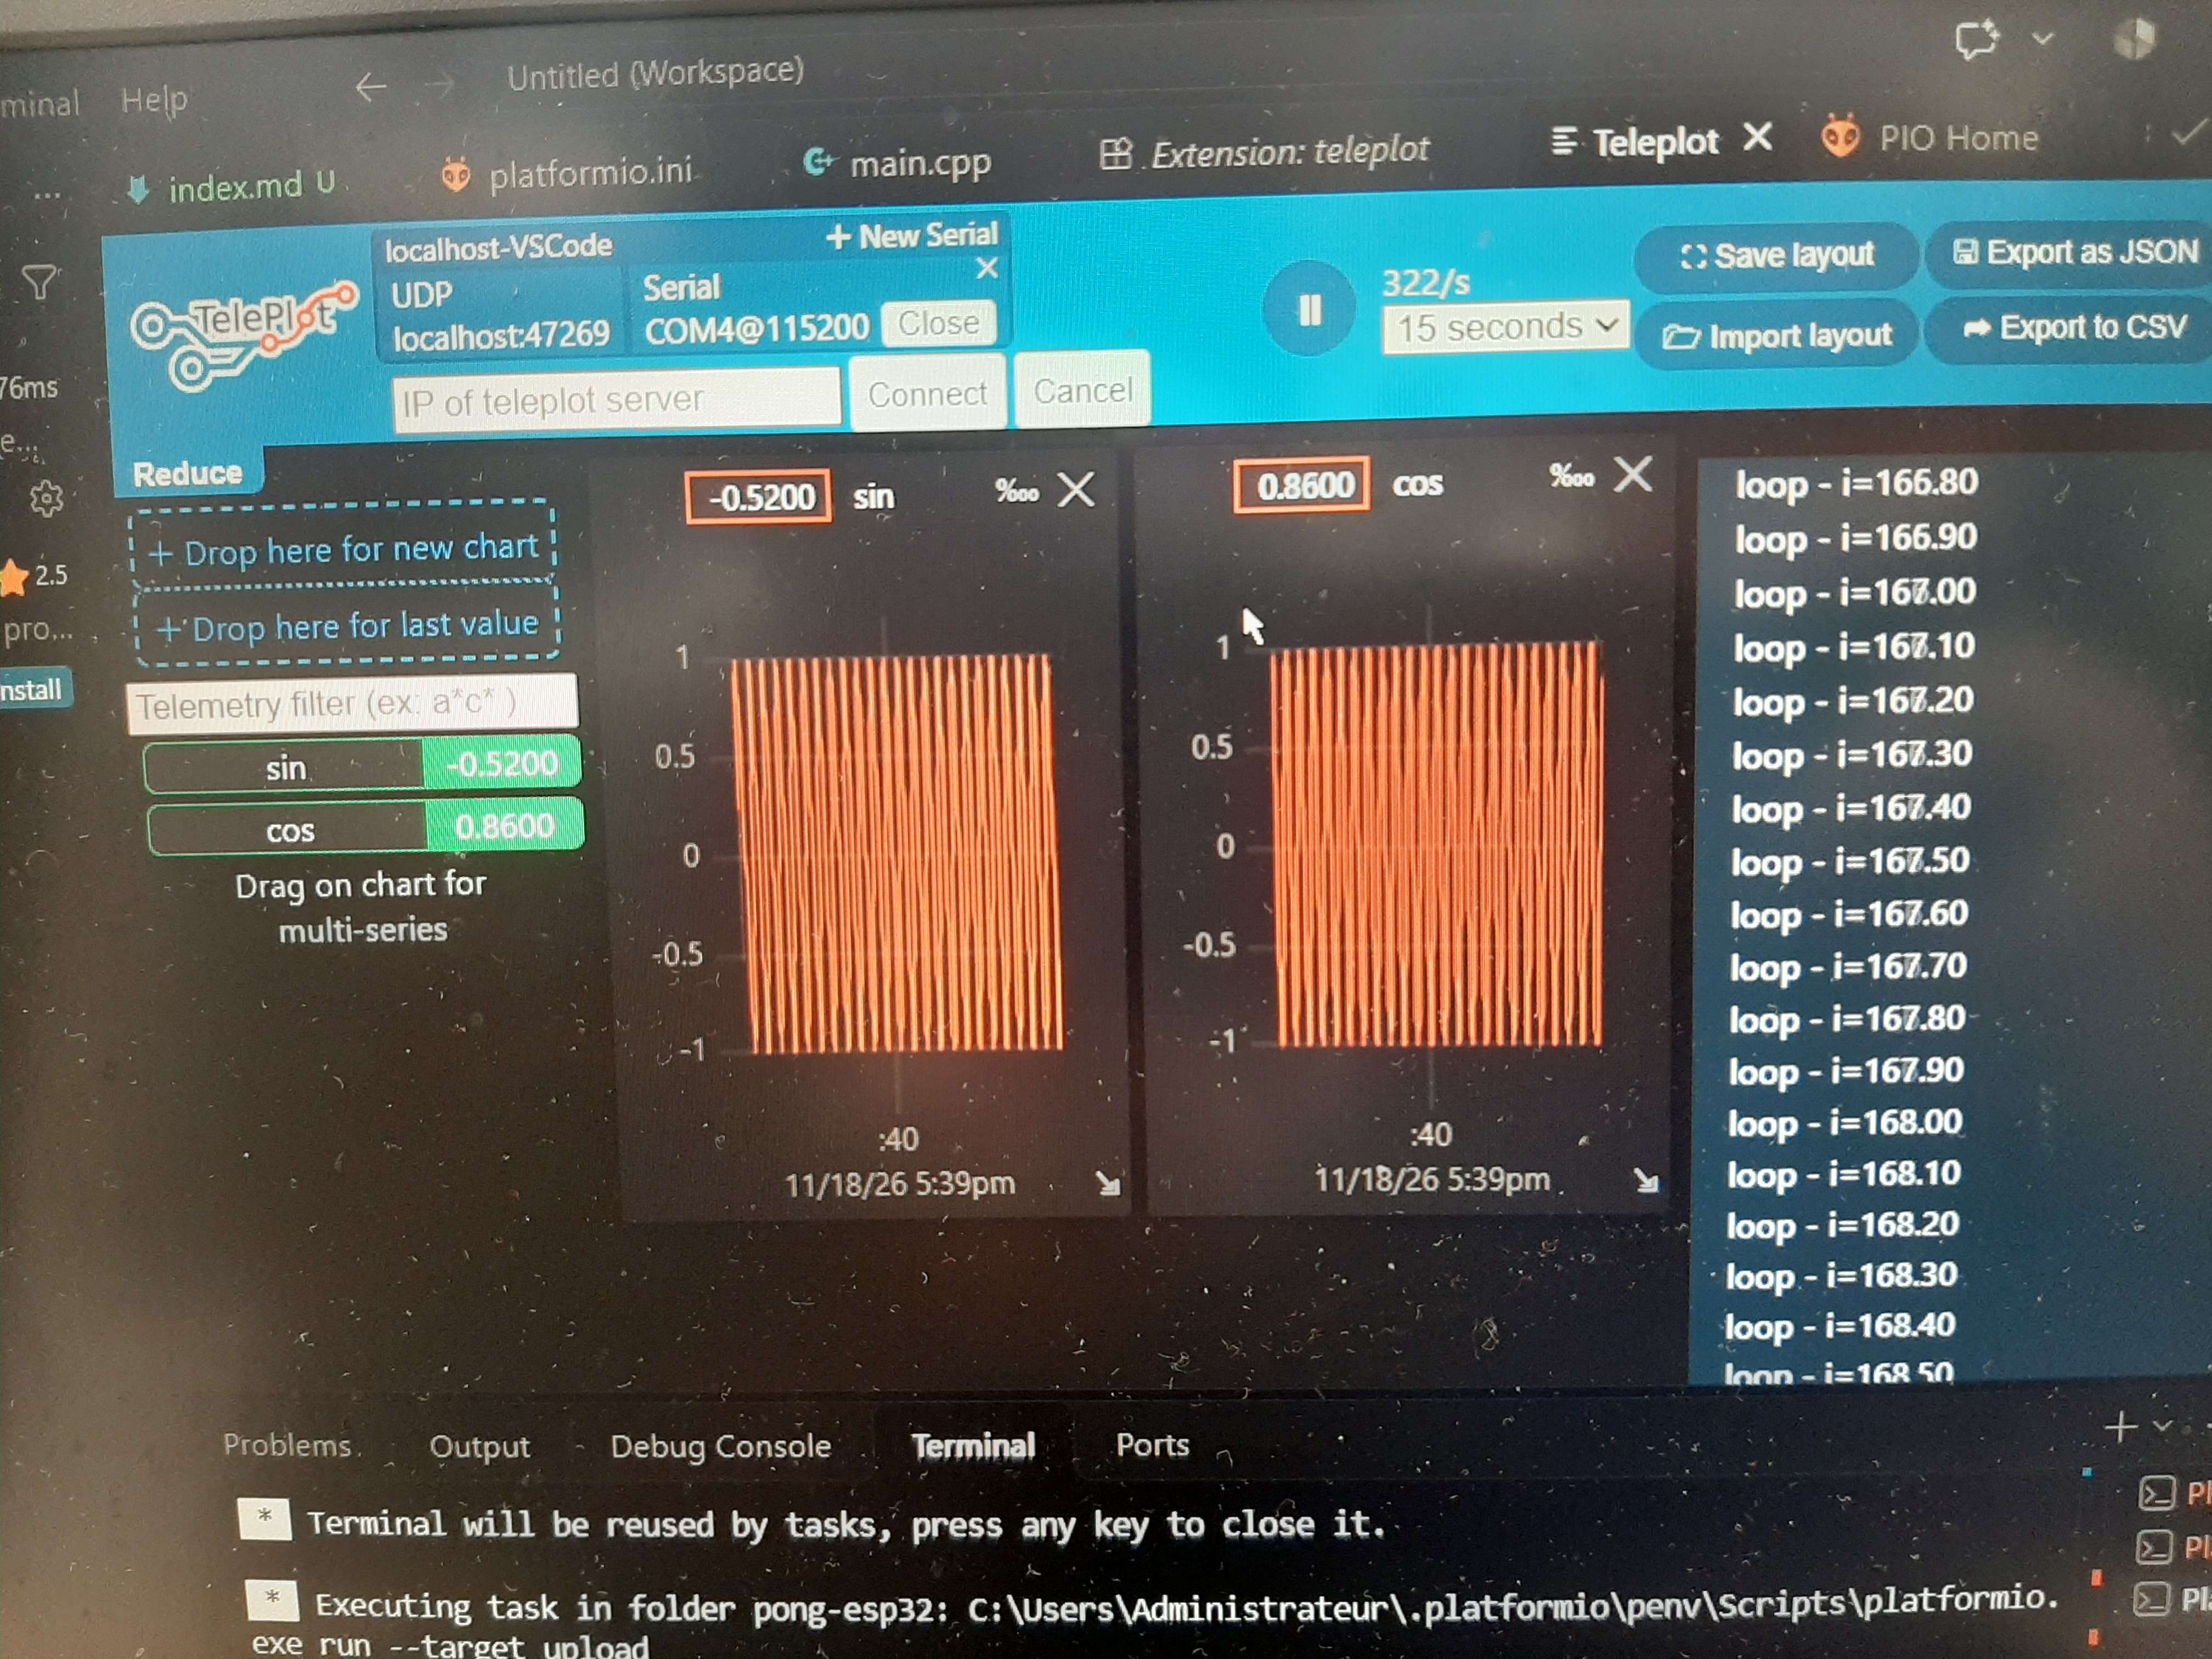 minal Help Untitled (Workspace)
... index.md U platformio.ini main.cpp Extension: teleplot Teleplot PIO Home
TelePlot
localhost-VSCode + New Serial
UDP
localhost:47269
Serial
COM4@115200 Close
IP of teleplot server Connect Cancel
322/s
15 seconds
Save layout
Export as JSON
Import layout
Export to CSV
76ms
e...
2.5
pro...
nstall
Reduce
+ Drop here for new chart
+ Drop here for last value
Telemetry filter (ex: a*c* )
sin -0.5200
cos 0.8600
Drag on chart for
multi-series
-0.5200 sin ‰o
1
0.5
0
-0.5
-1
:40
11/18/26 5:39pm
0.8600 cos ‰o
1
0.5
0
-0.5
-1
:40
11/18/26 5:39pm
loop - i=166.80
loop - i=166.90
loop - i=167.00
loop - i=167.10
loop - i=167.20
loop - i=167.30
loop - i=167.40
loop - i=167.50
loop - i=167.60
loop - i=167.70
loop - i=167.80
loop - i=167.90
loop - i=168.00
loop - i=168.10
loop - i=168.20
loop - i=168.30
loop - i=168.40
loop - i=168.50
Problems Output Debug Console Terminal Ports
* Terminal will be reused by tasks, press any key to close it.
* Executing task in folder pong-esp32: C:\Users\Administrateur\.platformio\penv\Scripts\platformio.
exe run --target upload
Pl
Pl
Pl